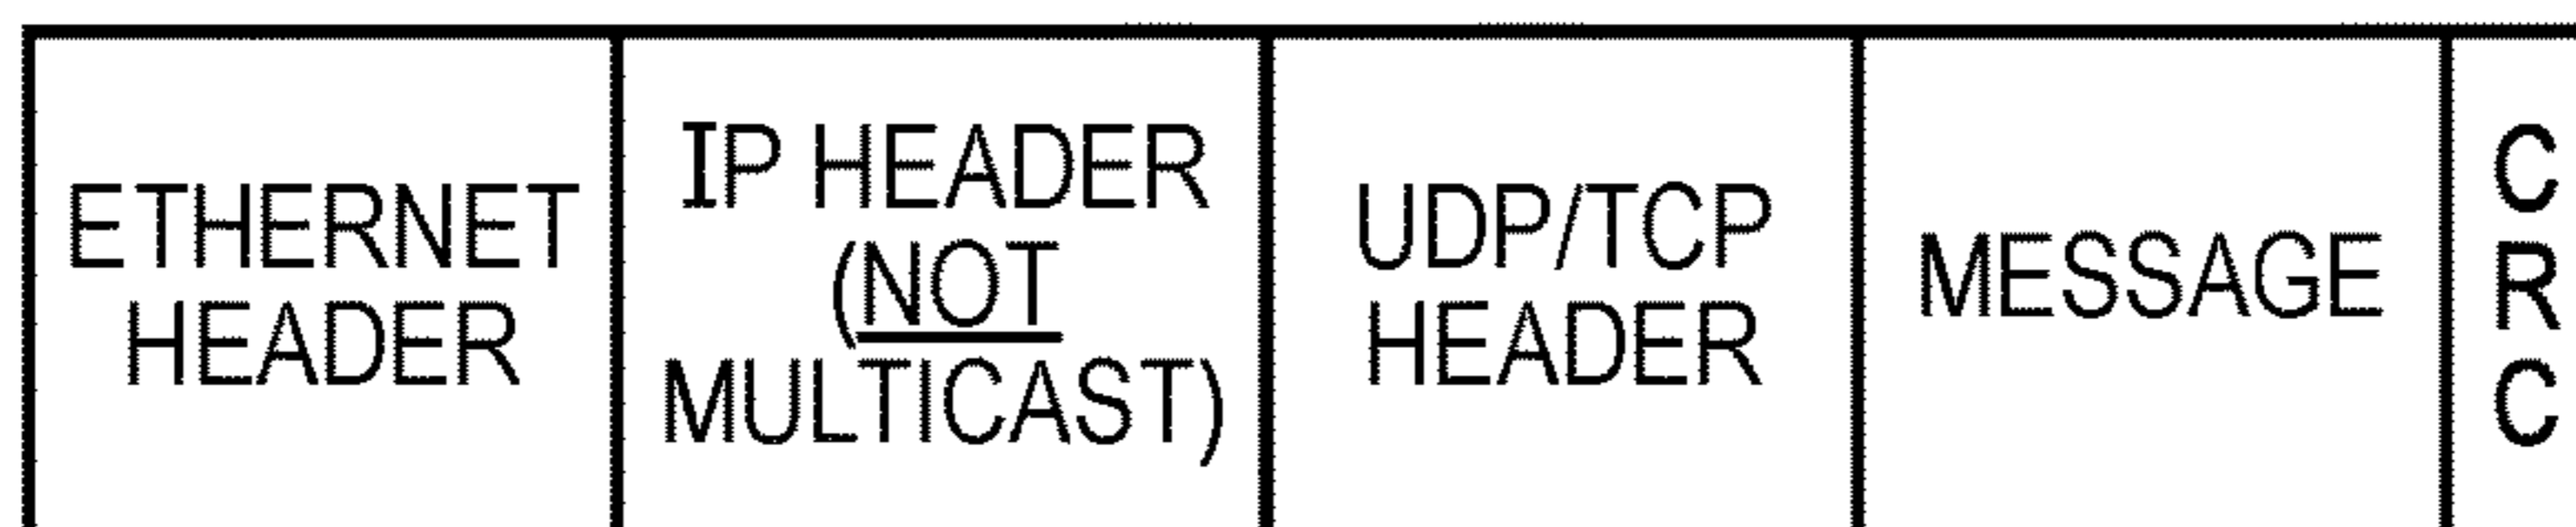 ETHERNET
HEADER
IP HEADER
(NOT
MULTICAST)
UDP/TCP
HEADER
MESSAGE
C
R
C